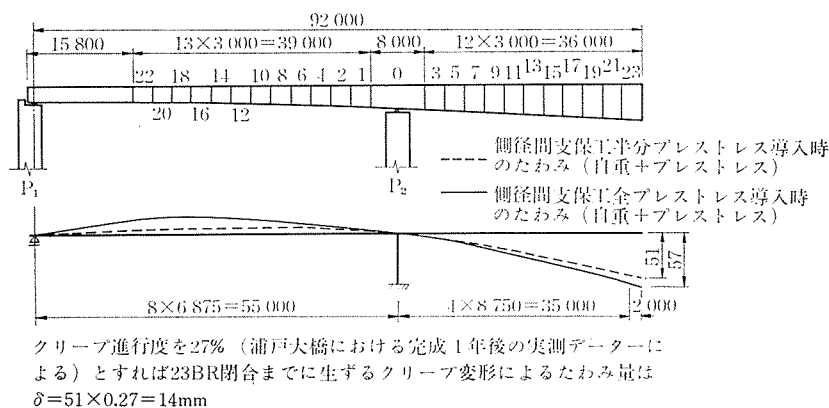 92 000
15 800
13×3 000=39 000
8 000
12×3 000=36 000
22 18 14 10 8 6 4 2 1 0 3 5 7 9 11 13 15 17 19 21 23
20 16 12
側径間支保工半分プレストレス導入時
のたわみ（自重＋プレストレス）
P₁
P₂
側径間支保工全プレストレス導入時
のたわみ（自重＋プレストレス）
51
57
8×6 875=55 000
4×8 750=35 000
2 000
クリープ進行度を27%（浦戸大橋における完成1年後の実測データーに
よる）とすれば23BR閉合までに生ずるクリープ変形によるたわみ量は
δ=51×0.27=14mm